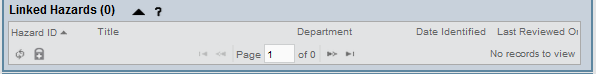 Linked Hazards (0) ?
Hazard ID Title Department Date Identified Last Reviewed Or
Page 1 of 0 No records to view